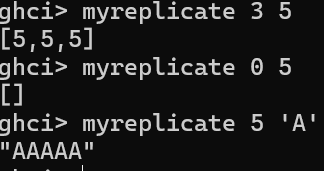 ghci> myreplicate 3 5
[5,5,5]
ghci> myreplicate 0 5
[]
ghci> myreplicate 5 'A'
"AAAAA"